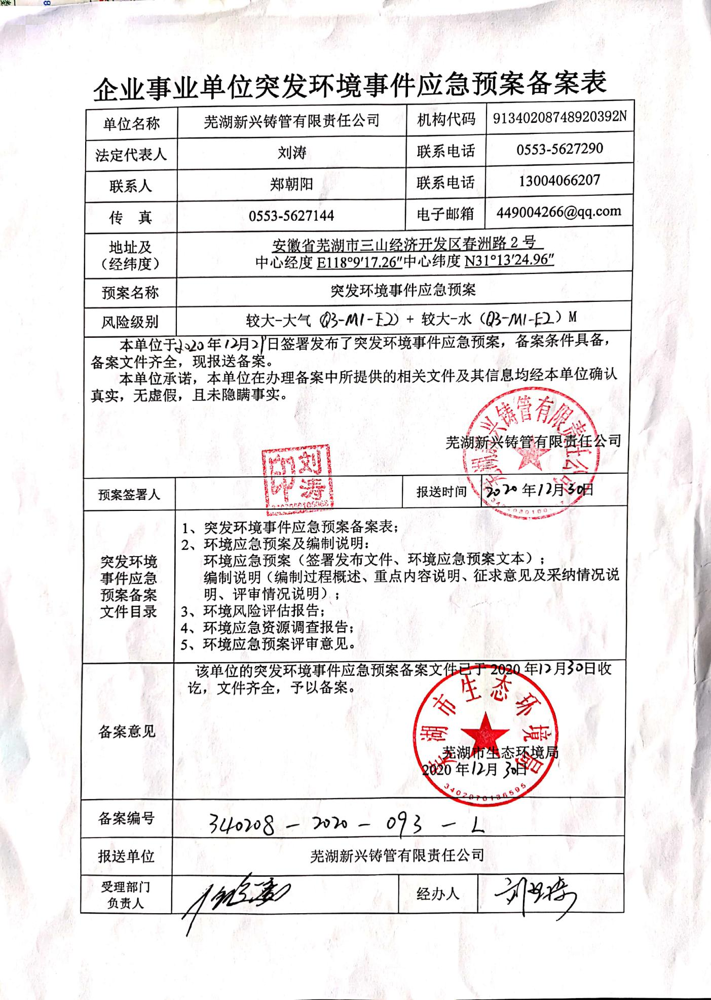 企业事业单位突发环境事件应急预案备案表
单位名称 芜湖新兴铸管有限责任公司 机构代码 91340208748920392N
法定代表人 刘涛 联系电话 0553-5627290
联系人 郑朝阳 联系电话 13004066207
传 真 0553-5627144 电子邮箱 449004266@qq.com
地址及
（经纬度）
安徽省芜湖市三山经济开发区春洲路 2 号
中心经度 E118°9′17.26″中心纬度 N31°13′24.96″
预案名称 突发环境事件应急预案
风险级别 较大-大气（Q3-M1-E2）+ 较大-水（Q3-M1-E2）M
本单位于2020年12月29日签署发布了突发环境事件应急预案，备案条件具备，
备案文件齐全，现报送备案。
本单位承诺，本单位在办理备案中所提供的相关文件及其信息均经本单位确认
真实，无虚假，且未隐瞒事实。
芜湖新兴铸管有限责任公司
芜湖新兴铸管有限责任公司
刘涛
印
预案签署人 报送时间 2020年12月30日
突发环境
事件应急
预案备案
文件目录
1、突发环境事件应急预案备案表；
2、环境应急预案及编制说明：
环境应急预案（签署发布文件、环境应急预案文本）；
编制说明（编制过程概述、重点内容说明、征求意见及采纳情况说
明、评审情况说明）；
3、环境风险评估报告；
4、环境应急资源调查报告；
5、环境应急预案评审意见。
备案意见
该单位的突发环境事件应急预案备案文件已于 2020 年12月30日收
讫，文件齐全，予以备案。
芜湖市生态环境局
芜湖市生态环境局
2020 年12月30日
备案编号 340208-2020-093-L
报送单位 芜湖新兴铸管有限责任公司
受理部门
负责人
经办人